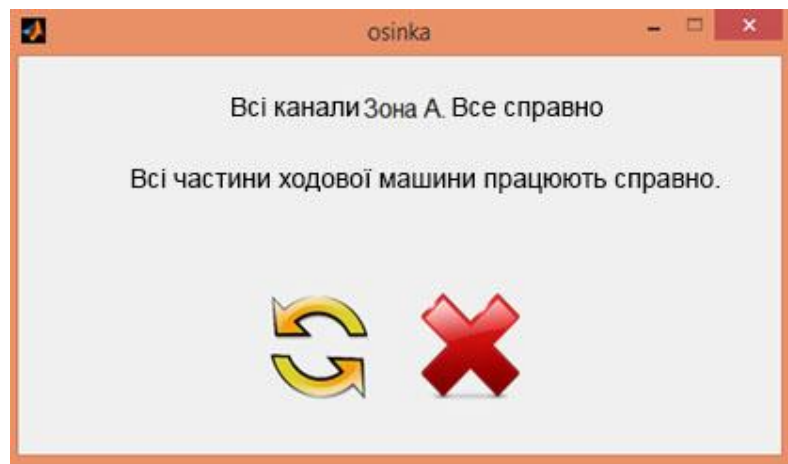 osinka
Всі канали Зона А. Все справно
Всі частини ходової машини працюють справно.